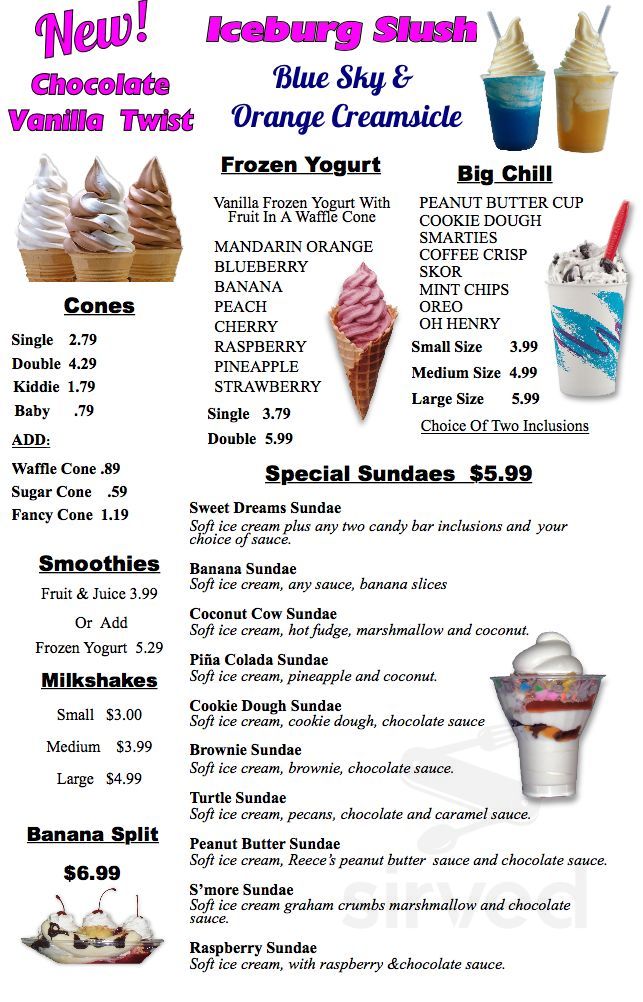 New!
Chocolate
Vanilla Twist
Iceburg Slush
Blue Sky &
Orange Creamsicle
Cones
Single 2.79
Double 4.29
Kiddie 1.79
Baby .79
ADD:
Waffle Cone .89
Sugar Cone .59
Fancy Cone 1.19
Smoothies
Fruit & Juice 3.99
Or Add
Frozen Yogurt 5.29
Milkshakes
Small $3.00
Medium $3.99
Large $4.99
Banana Split
$6.99
Frozen Yogurt
Vanilla Frozen Yogurt With
Fruit In A Waffle Cone
MANDARIN ORANGE
BLUEBERRY
BANANA
PEACH
CHERRY
RASPBERRY
PINEAPPLE
STRAWBERRY
Single 3.79
Double 5.99
Big Chill
PEANUT BUTTER CUP
COOKIE DOUGH
SMARTIES
COFFEE CRISP
SKOR
MINT CHIPS
OREO
OH HENRY
Small Size 3.99
Medium Size 4.99
Large Size 5.99
Choice Of Two Inclusions
Special Sundaes $5.99
Sweet Dreams Sundae
Soft ice cream plus any two candy bar inclusions and your
choice of sauce.
Banana Sundae
Soft ice cream, any sauce, banana slices
Coconut Cow Sundae
Soft ice cream, hot fudge, marshmallow and coconut.
Piña Colada Sundae
Soft ice cream, pineapple and coconut.
Cookie Dough Sundae
Soft ice cream, cookie dough, chocolate sauce
Brownie Sundae
Soft ice cream, brownie, chocolate sauce.
Turtle Sundae
Soft ice cream, pecans, chocolate and caramel sauce.
Peanut Butter Sundae
Soft ice cream, Reece's peanut butter sauce and chocolate sauce.
S'more Sundae
Soft ice cream graham crumbs marshmallow and chocolate
sauce.
Raspberry Sundae
Soft ice cream, with raspberry &chocolate sauce.
sirved